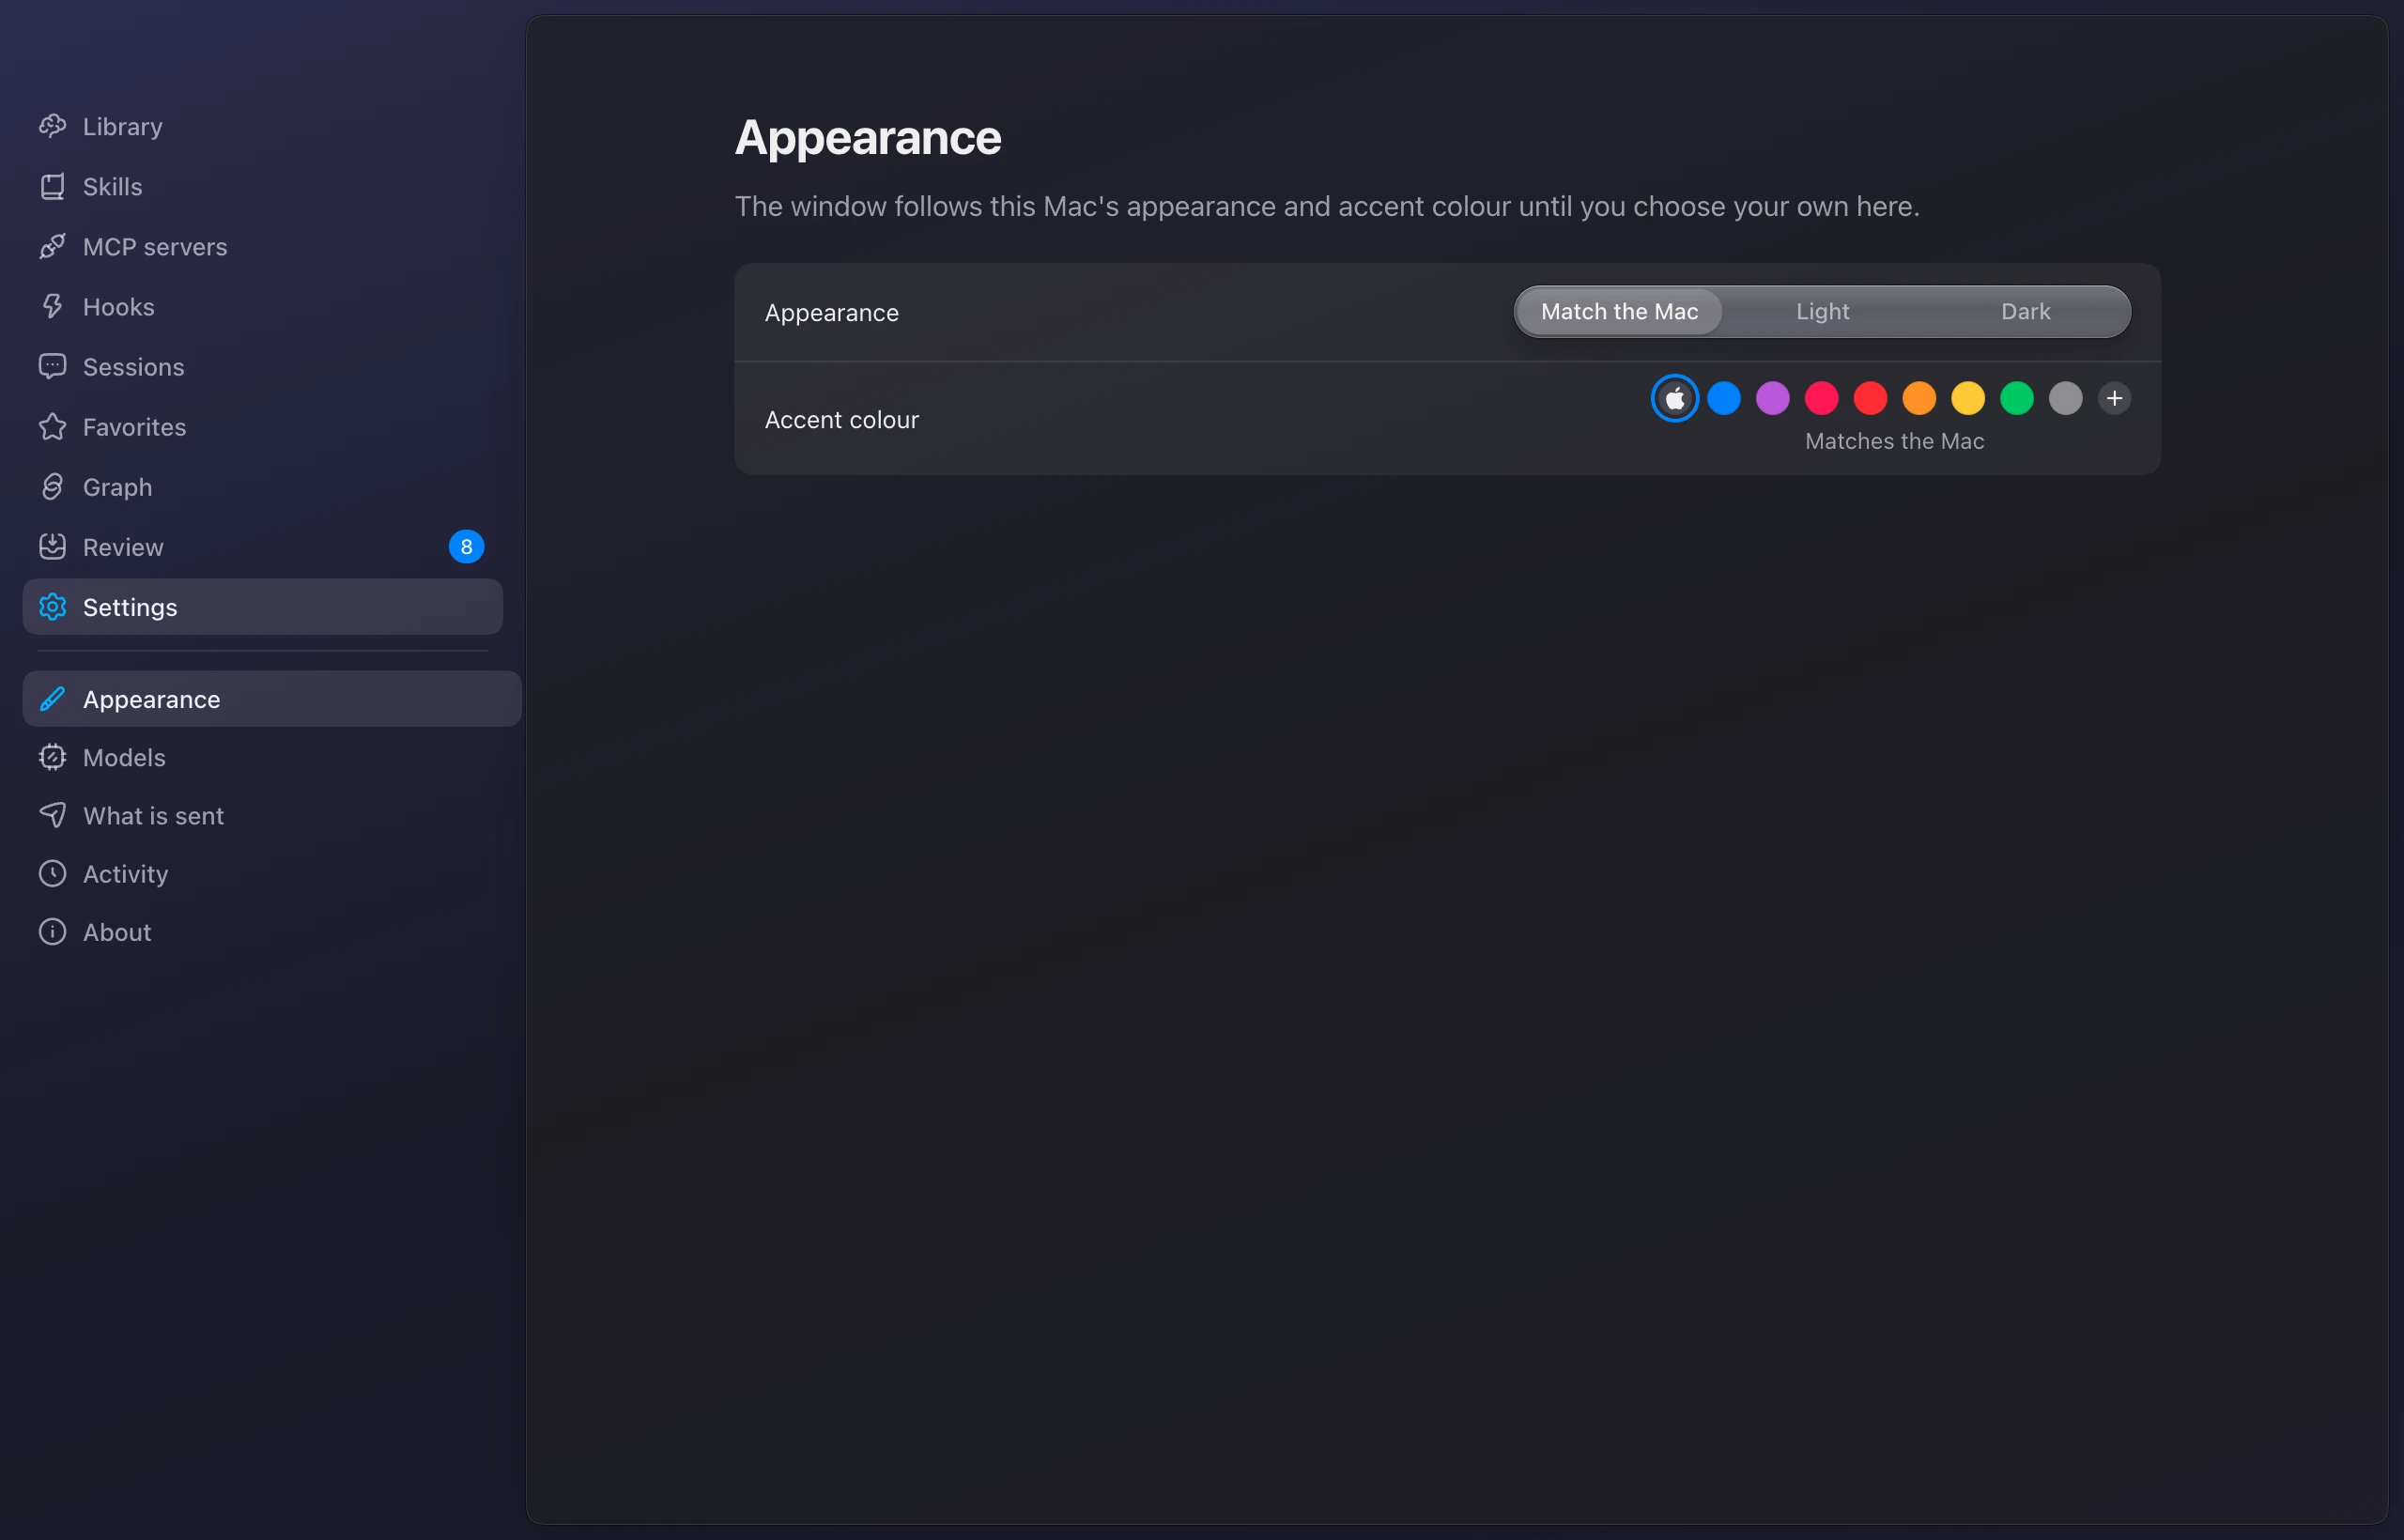 Library
Skills
MCP servers
Hooks
Sessions
Favorites
Graph
Review
8
Settings
Appearance
Models
What is sent
Activity
About
Appearance
The window follows this Mac's appearance and accent colour until you choose your own here.
Appearance
Match the Mac
Light
Dark
Accent colour
Matches the Mac